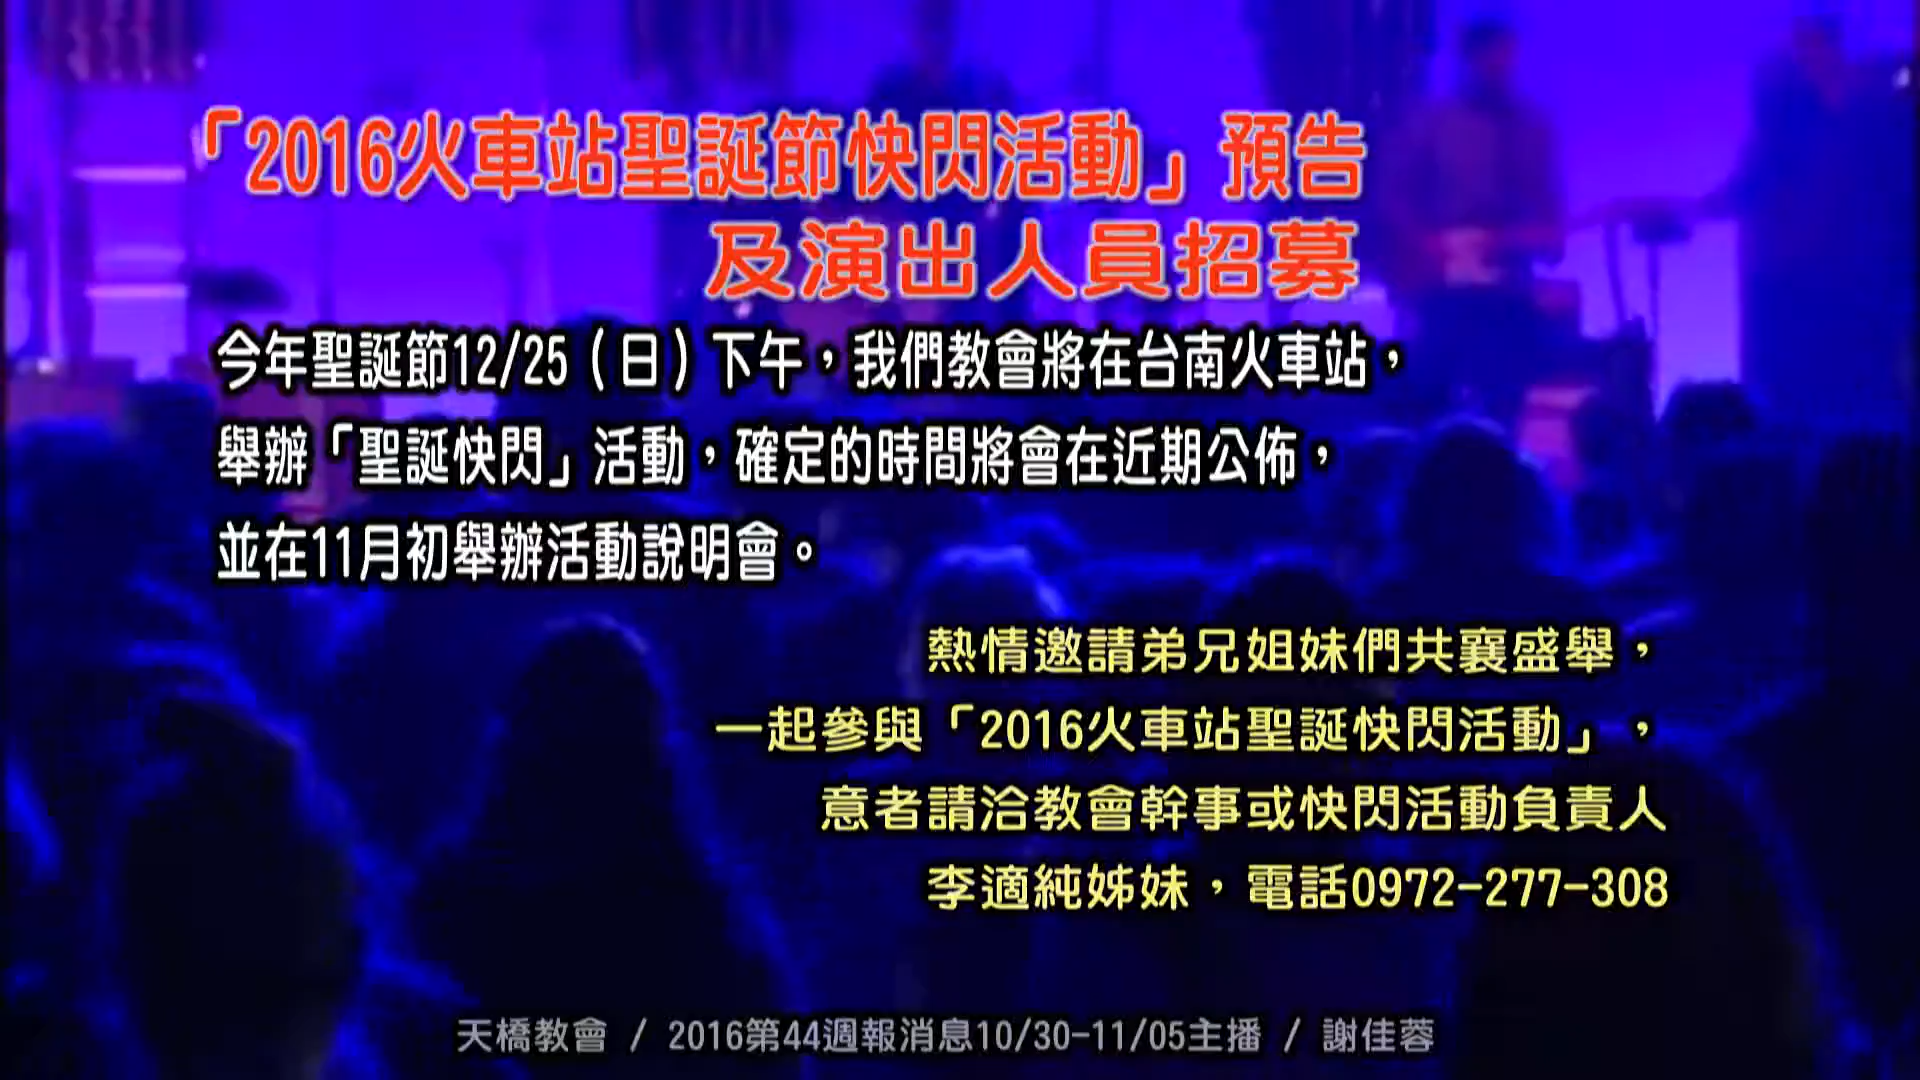 「2016火車站聖誕節快閃活動」預告
及演出人員招募
今年聖誕節12/25（日）下午，我們教會將在台南火車站，
舉辦「聖誕快閃」活動，確定的時間將會在近期公佈，
並在11月初舉辦活動說明會。
熱情邀請弟兄姐妹們共襄盛舉，
一起參與「2016火車站聖誕快閃活動」，
意者請洽教會幹事或快閃活動負責人
李適純姊妹，電話0972-277-308
天橋教會 / 2016第44週報消息10/30-11/05主播 / 謝佳蓉